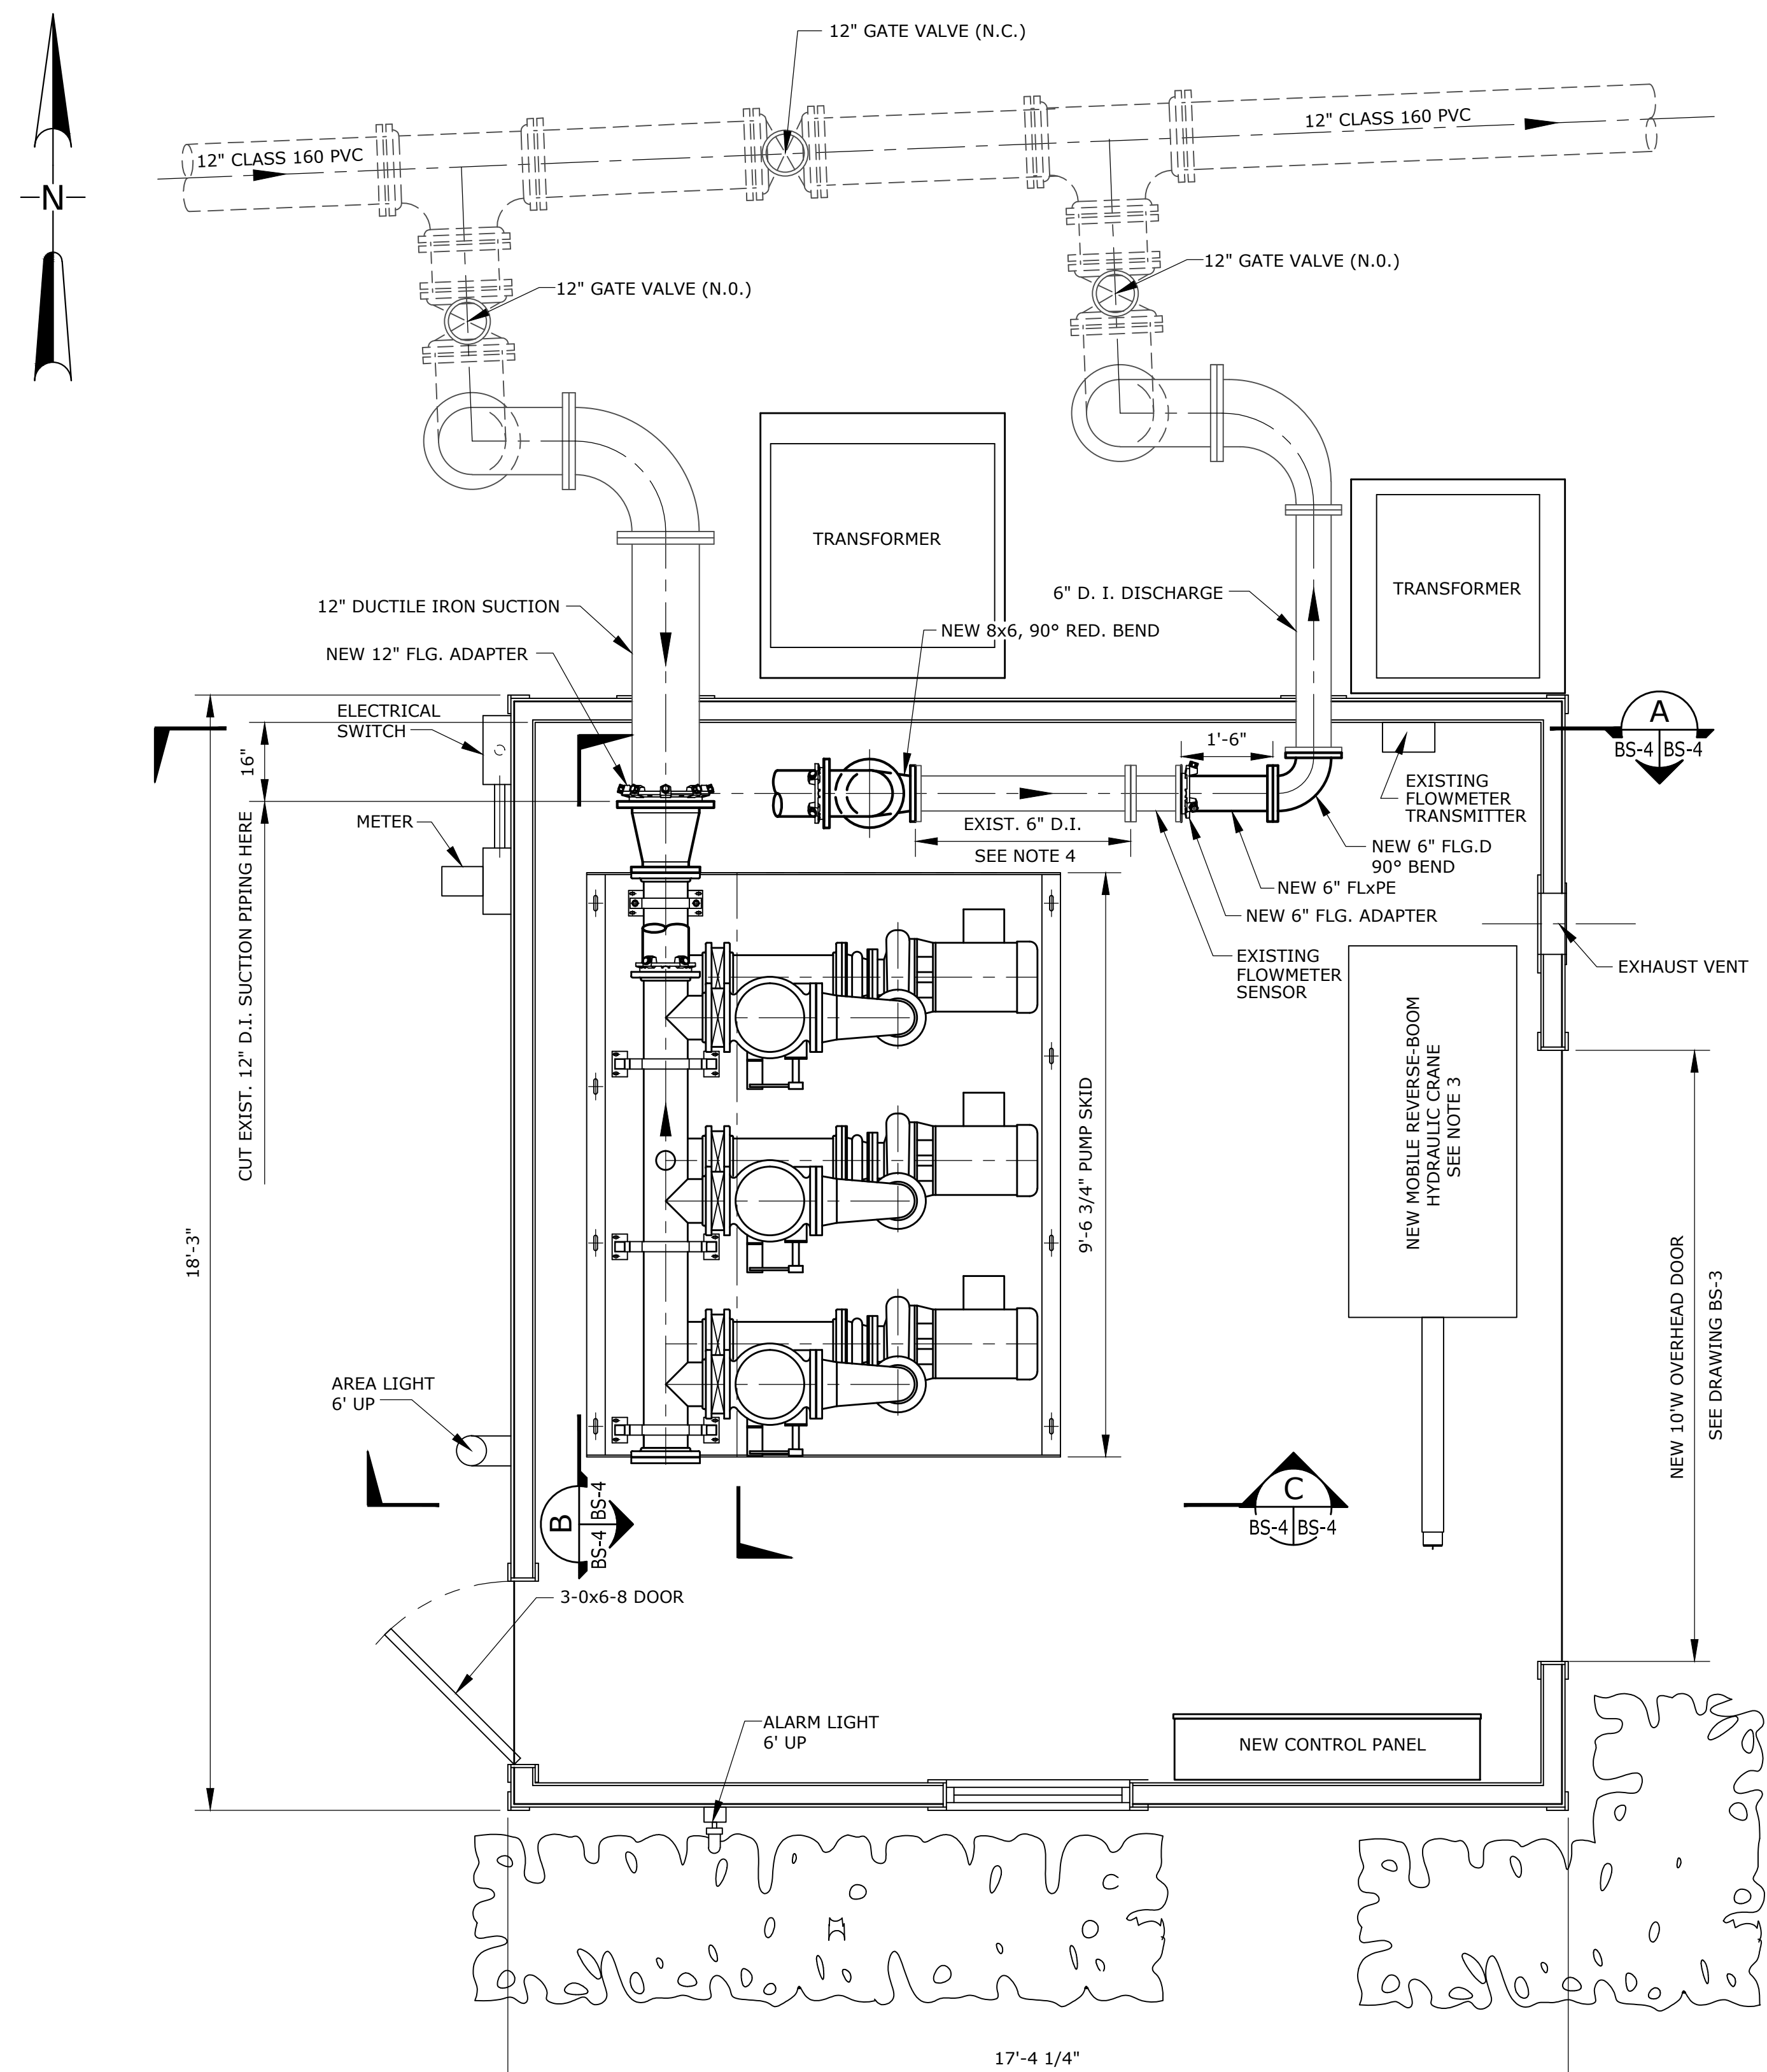 12" GATE VALVE (N.C.)
12" CLASS 160 PVC
12" CLASS 160 PVC
N
12" GATE VALVE (N.0.)
12" GATE VALVE (N.0.)
TRANSFORMER
TRANSFORMER
12" DUCTILE IRON SUCTION
6" D. I. DISCHARGE
NEW 8x6, 90° RED. BEND
NEW 12" FLG. ADAPTER
ELECTRICAL
SWITCH
16"
1'-6"
A
BS-4
BS-4
EXISTING
FLOWMETER
TRANSMITTER
METER
EXIST. 6" D.I.
SEE NOTE 4
NEW 6" FLG.D
90° BEND
NEW 6" FLxPE
NEW 6" FLG. ADAPTER
EXISTING
FLOWMETER
SENSOR
EXHAUST VENT
CUT EXIST. 12" D.I. SUCTION PIPING HERE
18'-3"
9'-6 3/4" PUMP SKID
NEW MOBILE REVERSE-BOOM
HYDRAULIC CRANE
SEE NOTE 3
NEW 10'W OVERHEAD DOOR
SEE DRAWING BS-3
AREA LIGHT
6' UP
B
BS-4
BS-4
C
BS-4
BS-4
3-0x6-8 DOOR
ALARM LIGHT
6' UP
NEW CONTROL PANEL
17'-4 1/4"